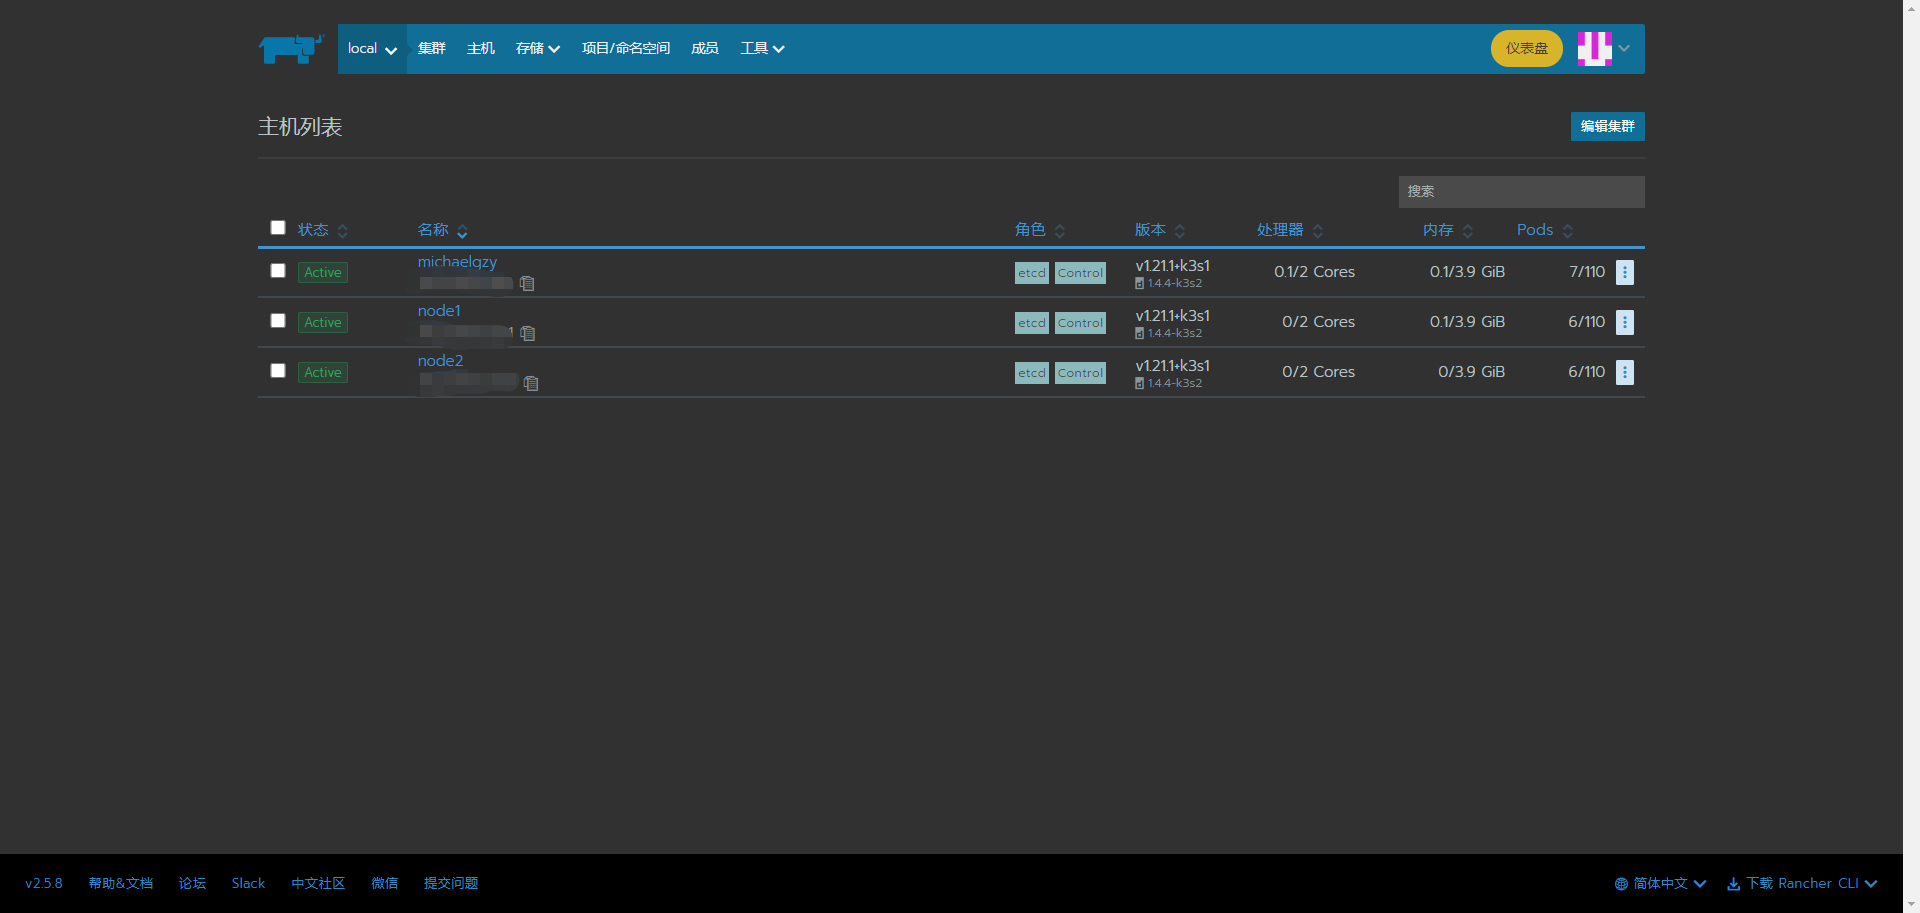 local 集群 主机 存储 项目/命名空间 成员 工具 仪表盘
主机列表 编辑集群
搜索
状态 名称 角色 版本 处理器 内存 Pods
Active michaelqzy etcd Control v1.21.1+k3s1 0.1/2 Cores 0.1/3.9 GiB 7/110
1.4.4-k3s2
Active node1 etcd Control v1.21.1+k3s1 0/2 Cores 0.1/3.9 GiB 6/110
1.4.4-k3s2
Active node2 etcd Control v1.21.1+k3s1 0/2 Cores 0/3.9 GiB 6/110
1.4.4-k3s2
v2.5.8 帮助&文档 论坛 Slack 中文社区 微信 提交问题 简体中文 下载 Rancher CLI